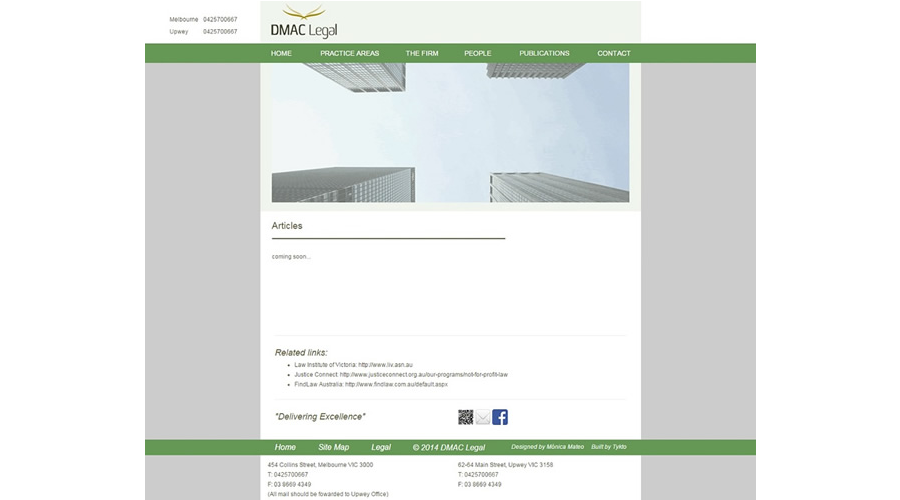 Melbourne 0425700667
Upwey 0425700667
DMAC Legal
HOME PRACTICE AREAS THE FIRM PEOPLE PUBLICATIONS CONTACT
Articles
coming soon...
Related links:
Law Institute of Victoria: http://www.liv.asn.au
Justice Connect: http://www.justiceconnect.org.au/our-programs/not-for-profit-law
FindLaw Australia: http://www.findlaw.com.au/default.aspx
"Delivering Excellence"
Home Site Map Legal © 2014 DMAC Legal Designed by Mónica Mateo Built by Tykto
454 Collins Street, Melbourne VIC 3000
T: 0425700667
F: 03 8669 4349
(All mail should be fowarded to Upwey Office)
62-64 Main Street, Upwey VIC 3158
T: 0425700667
F: 03 8669 4349